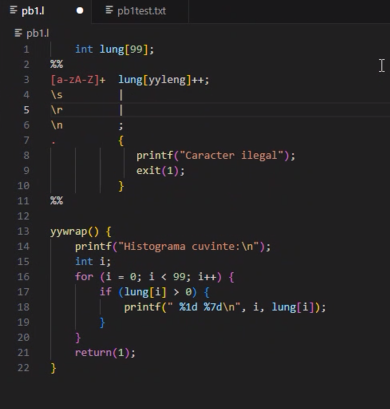 pb1.l ● pb1test.txt
pb1.l
1 int lung[99];
2 %%
3 [a-zA-Z]+ lung[yyleng]++;
4 \s |
5 \r |
6 \n ;
7 . {
8 printf("Caracter ilegal");
9 exit(1);
10 }
11 %%
12
13 yywrap() {
14 printf("Histograma cuvinte:\n");
15 int i;
16 for (i = 0; i < 99; i++) {
17 if (lung[i] > 0) {
18 printf(" %1d %7d\n", i, lung[i]);
19 }
20 }
21 return(1);
22 }